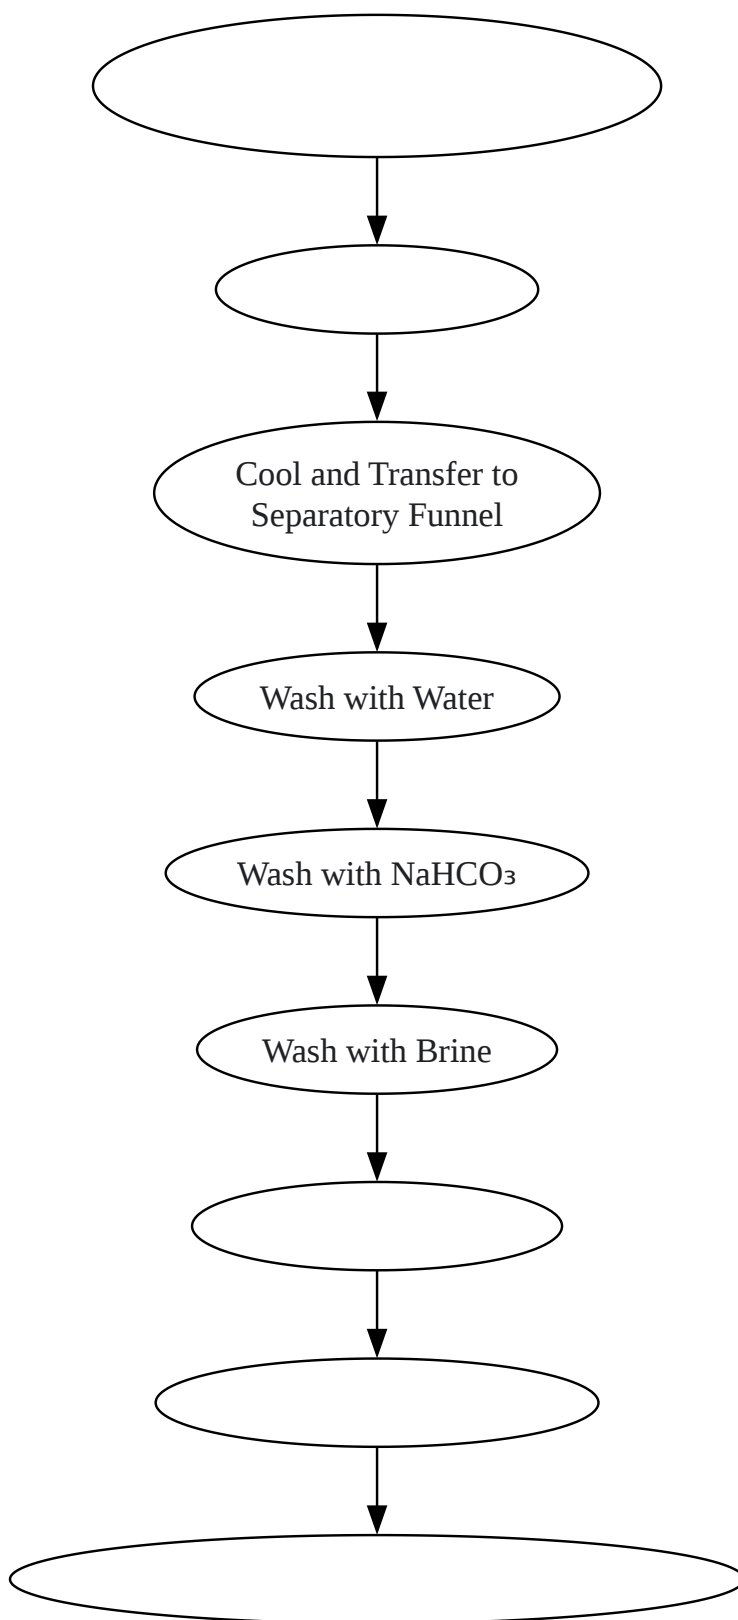 Cool and Transfer to
Separatory Funnel
Wash with Water
Wash with NaHCO₃
Wash with Brine